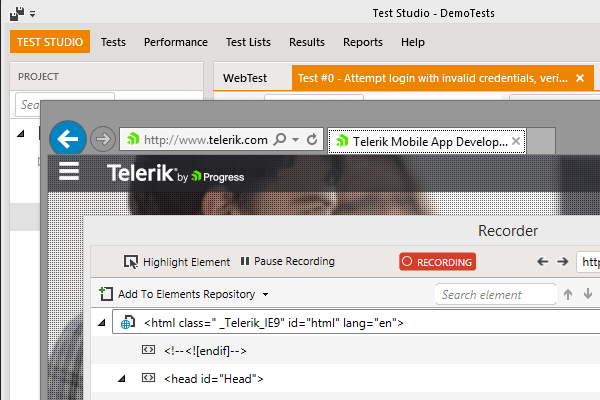 Test Studio - DemoTests
TEST STUDIO Tests Performance Test Lists Results Reports Help
PROJECT
WebTest Test #0 - Attempt login with invalid credentials, veri... ×
Sea
http://www.telerik.com
Telerik Mobile App Develop... ×
Telerik® by Progress
Recorder
Highlight Element Pause Recording RECORDING http
Add To Elements Repository Search element
<html class=" _Telerik_IE9" id="html" lang="en">
<!--<![endif]-->
<head id="Head">